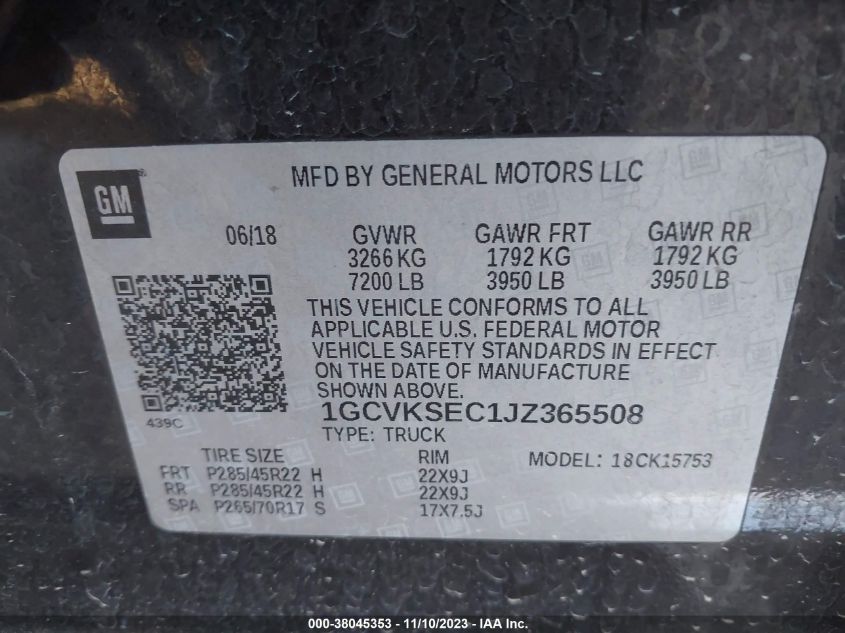 GM
MFD BY GENERAL MOTORS LLC
06/18 GVWR GAWR FRT GAWR RR
3266 KG 1792 KG 1792 KG
7200 LB 3950 LB 3950 LB
THIS VEHICLE CONFORMS TO ALL
APPLICABLE U.S. FEDERAL MOTOR
VEHICLE SAFETY STANDARDS IN EFFECT
ON THE DATE OF MANUFACTURE
SHOWN ABOVE.
439C
1GCVKSEC1JZ365508
TYPE: TRUCK
TIRE SIZE RIM MODEL: 18CK15753
FRT P285/45R22 H 22X9J
RR P285/45R22 H 22X9J
SPA P265/70R17 S 17X7.5J
000-38045353 - 11/10/2023 - IAA Inc.